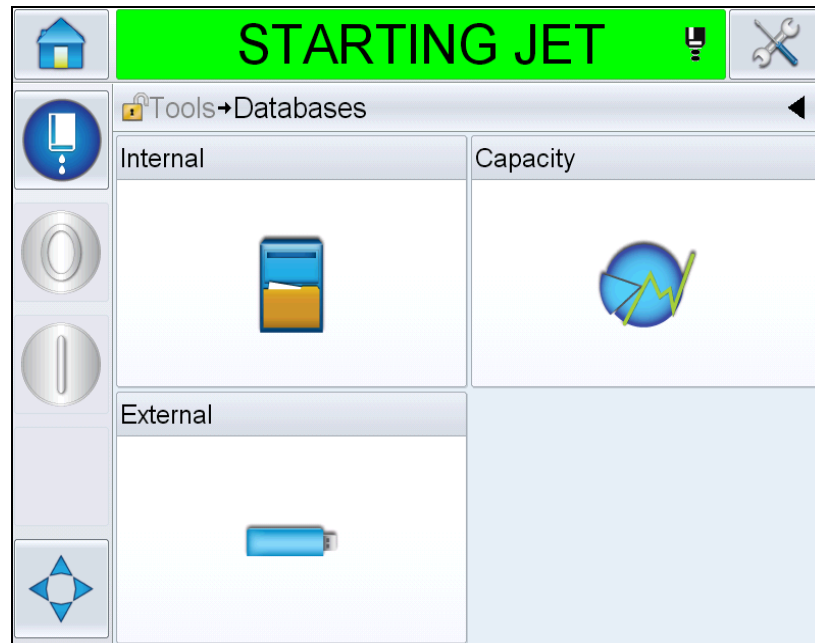 STARTING JET
Tools→Databases
Internal
Capacity
External